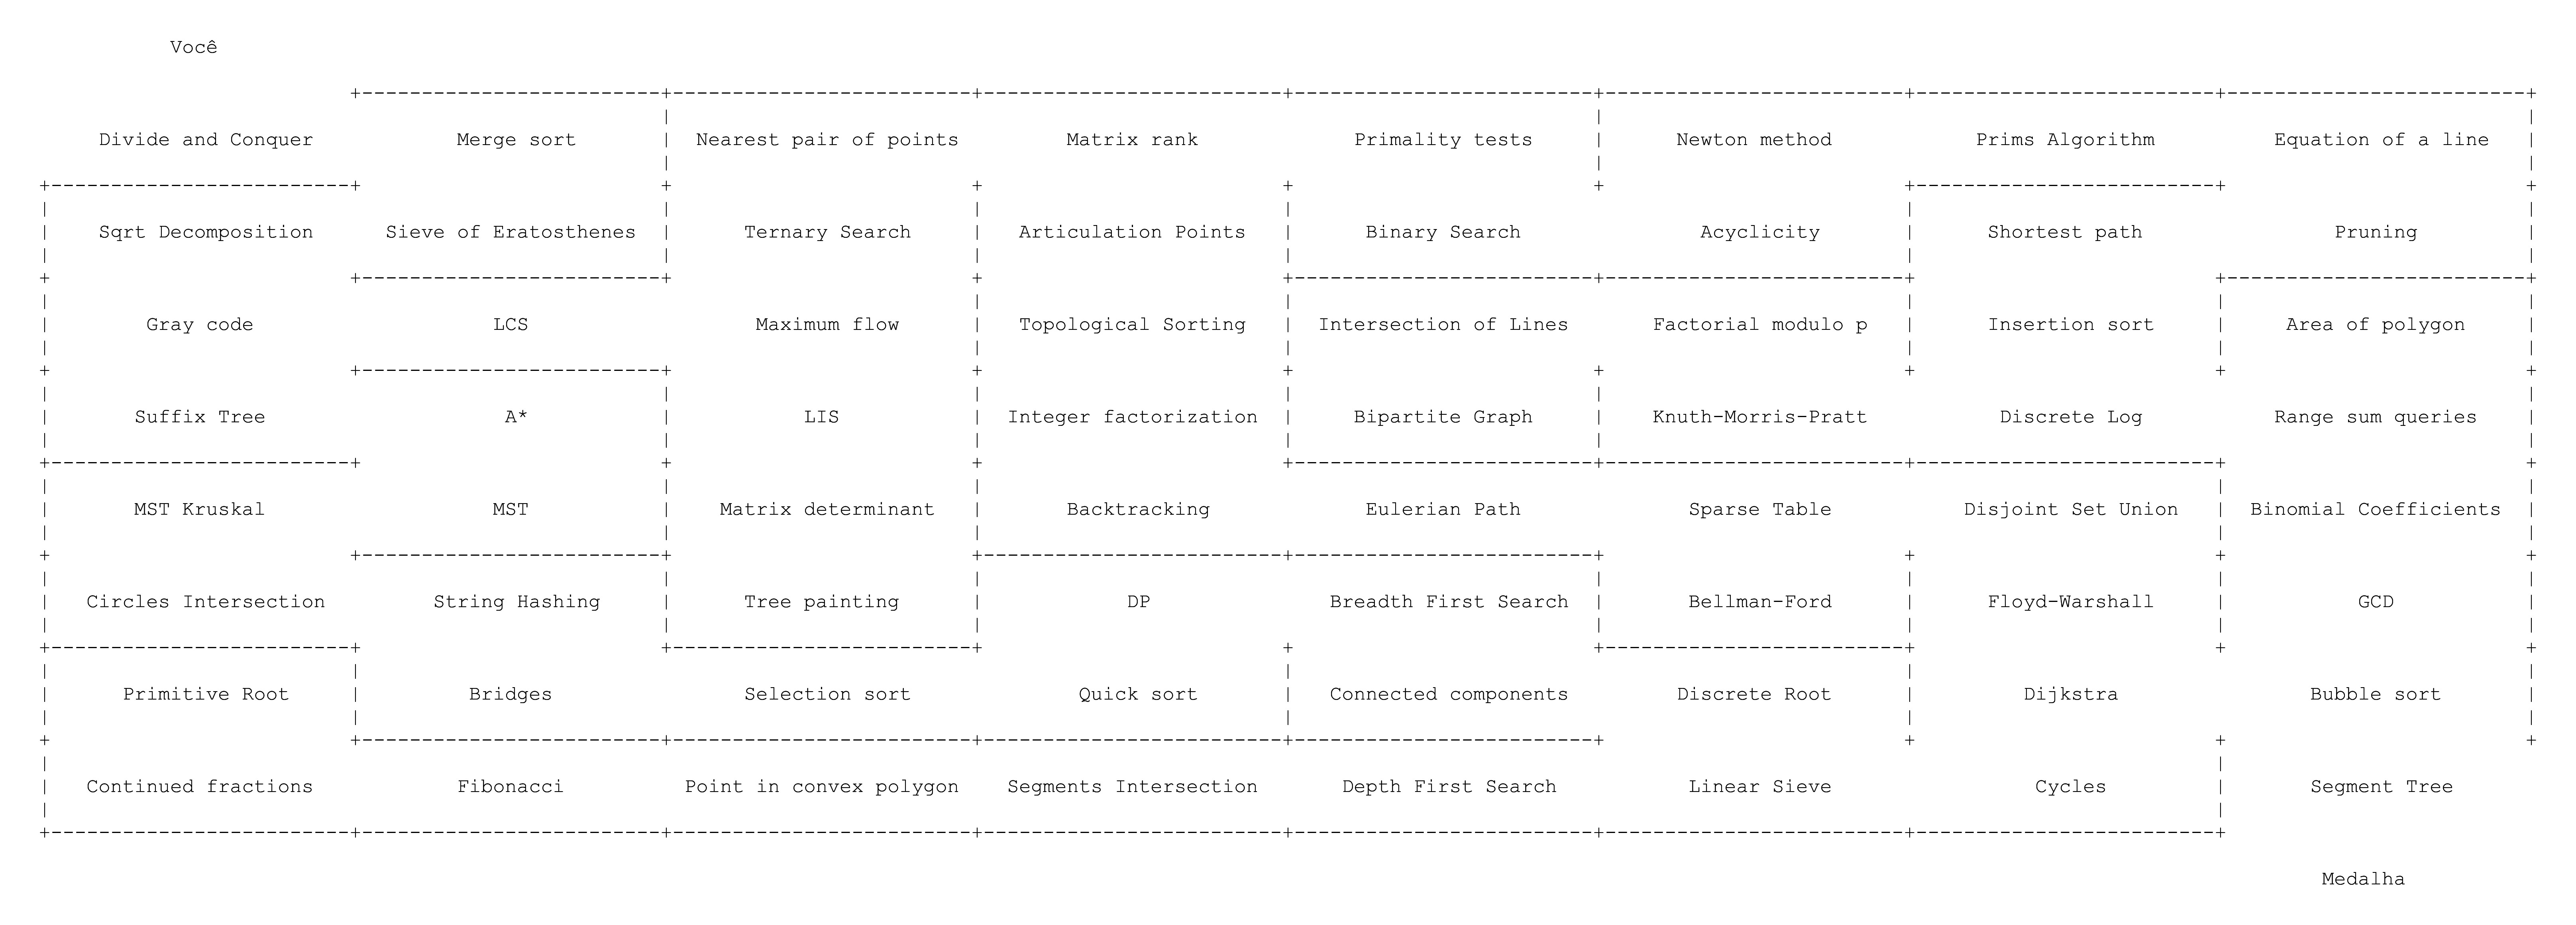 Você
Divide and Conquer Merge sort Nearest pair of points Matrix rank Primality tests Newton method Prims Algorithm Equation of a line
Sqrt Decomposition Sieve of Eratosthenes Ternary Search Articulation Points Binary Search Acyclicity Shortest path Pruning
Gray code LCS Maximum flow Topological Sorting Intersection of Lines Factorial modulo p Insertion sort Area of polygon
Suffix Tree A* LIS Integer factorization Bipartite Graph Knuth-Morris-Pratt Discrete Log Range sum queries
MST Kruskal MST Matrix determinant Backtracking Eulerian Path Sparse Table Disjoint Set Union Binomial Coefficients
Circles Intersection String Hashing Tree painting DP Breadth First Search Bellman-Ford Floyd-Warshall GCD
Primitive Root Bridges Selection sort Quick sort Connected components Discrete Root Dijkstra Bubble sort
Continued fractions Fibonacci Point in convex polygon Segments Intersection Depth First Search Linear Sieve Cycles Segment Tree
Medalha